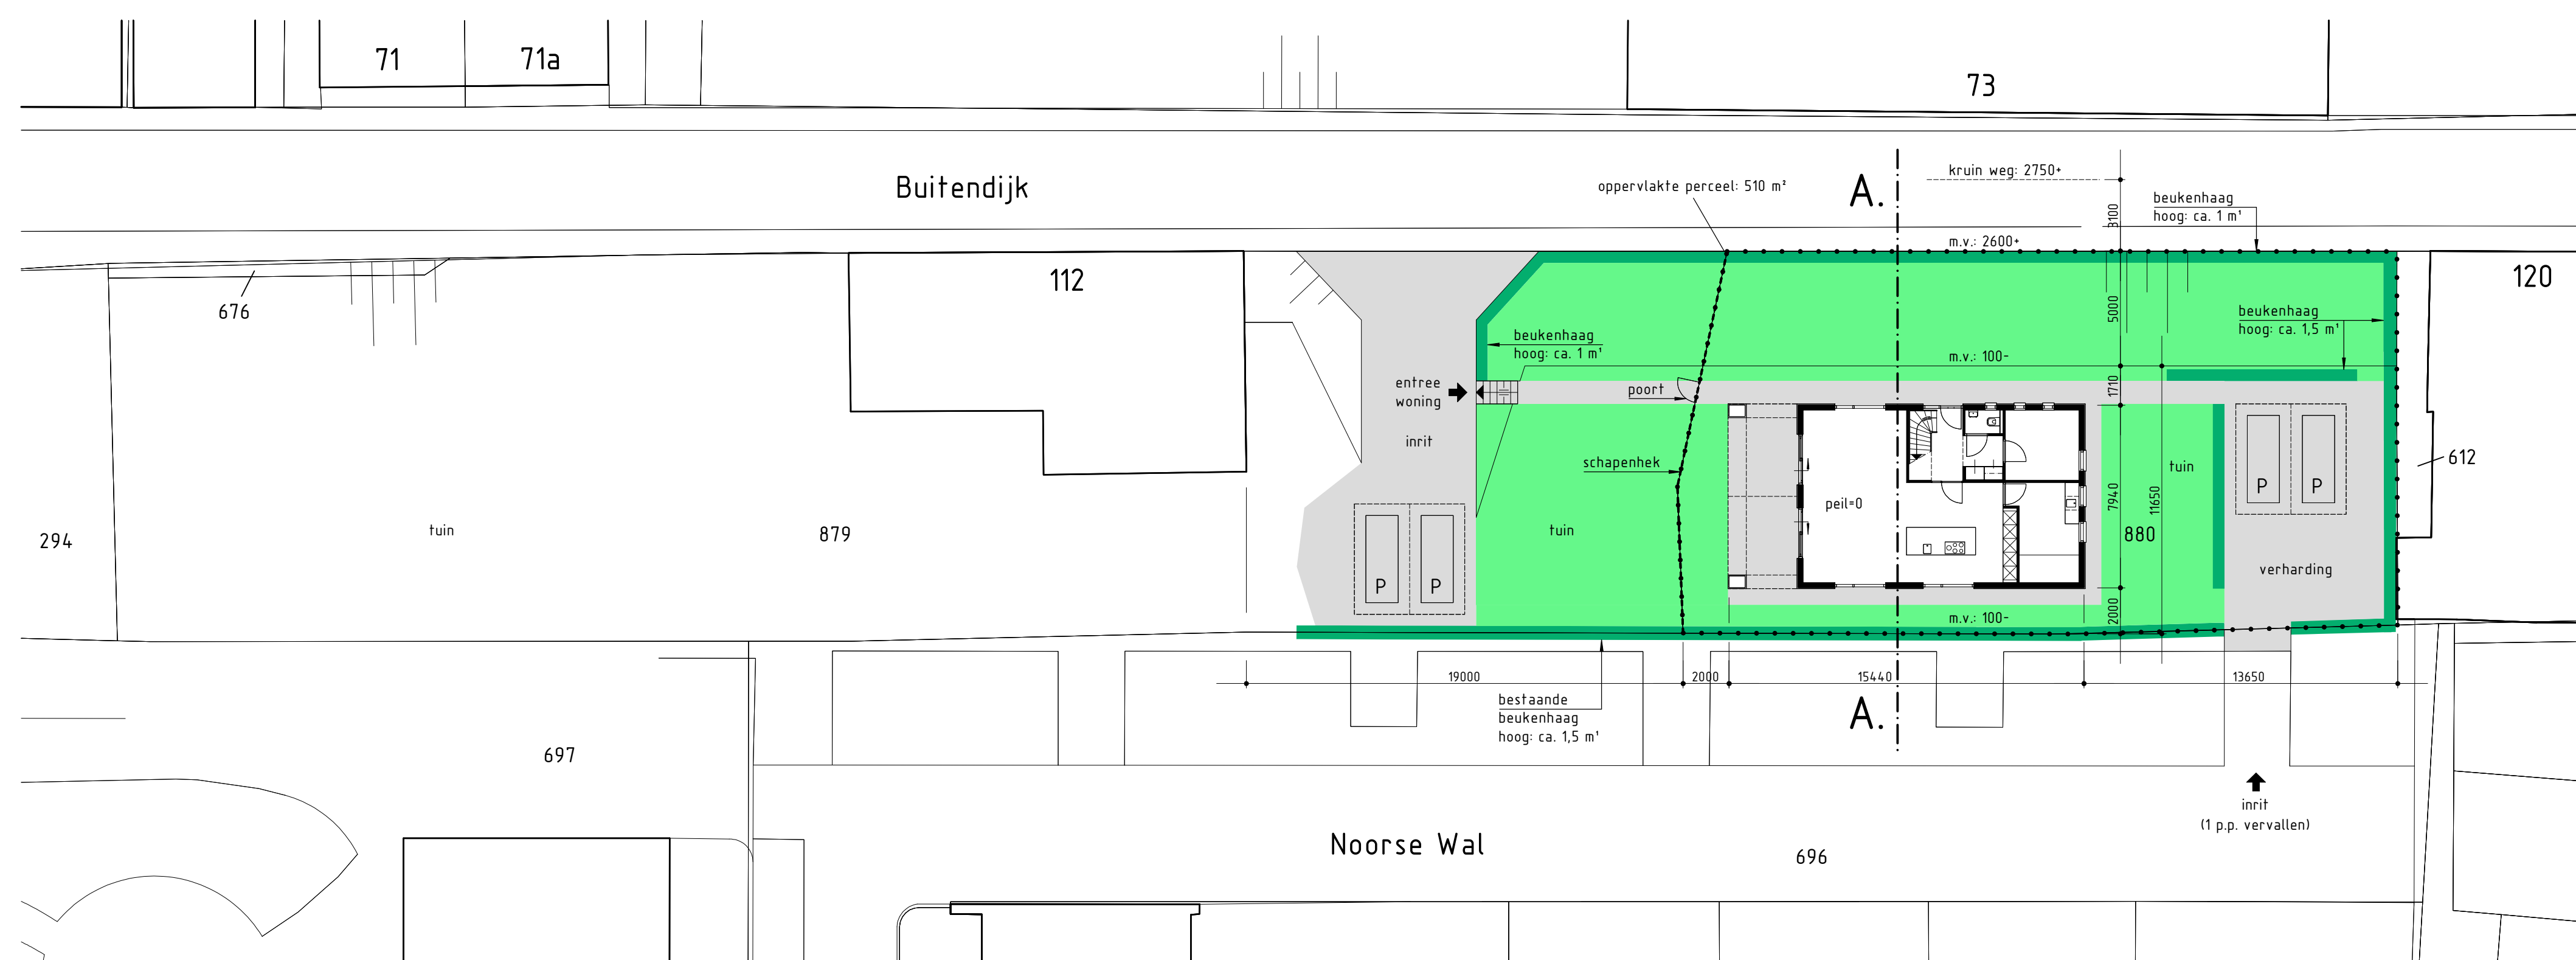 71
71a
73
Buitendijk
oppervlakte perceel: 510 m²
A.
kruin weg: 2750+
beukenhaag
hoog: ca. 1 m¹
3100
m.v.: 2600+
112
120
676
5000
beukenhaag
hoog: ca. 1,5 m¹
beukenhaag
hoog: ca. 1 m¹
m.v.: 100-
entree
woning
poort
1710
inrit
schapenhek
tuin
612
peil=0
P
P
7940
11650
tuin
294
879
tuin
880
verharding
P
P
m.v.: 100-
2000
19000
2000
15440
13650
bestaande
beukenhaag
hoog: ca. 1,5 m¹
A.
697
inrit
(1 p.p. vervallen)
Noorse Wal
696